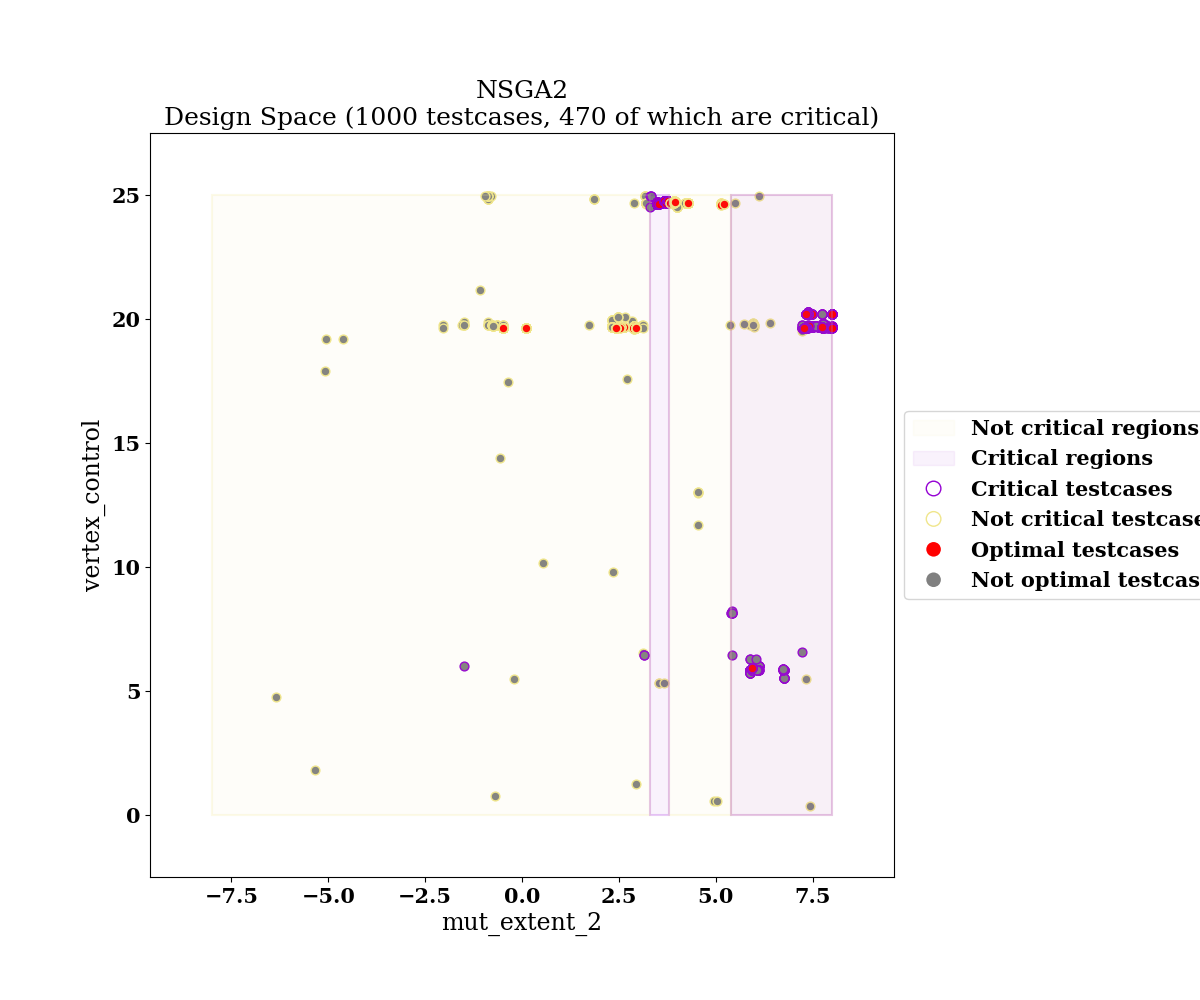 NSGA2
Design Space (1000 testcases, 470 of which are critical)
25
20
15
10
5
0
vertex_control
−7.5 −5.0 −2.5 0.0 2.5 5.0 7.5
mut_extent_2
Not critical regions
Critical regions
Critical testcases
Not critical testcase
Optimal testcases
Not optimal testcas